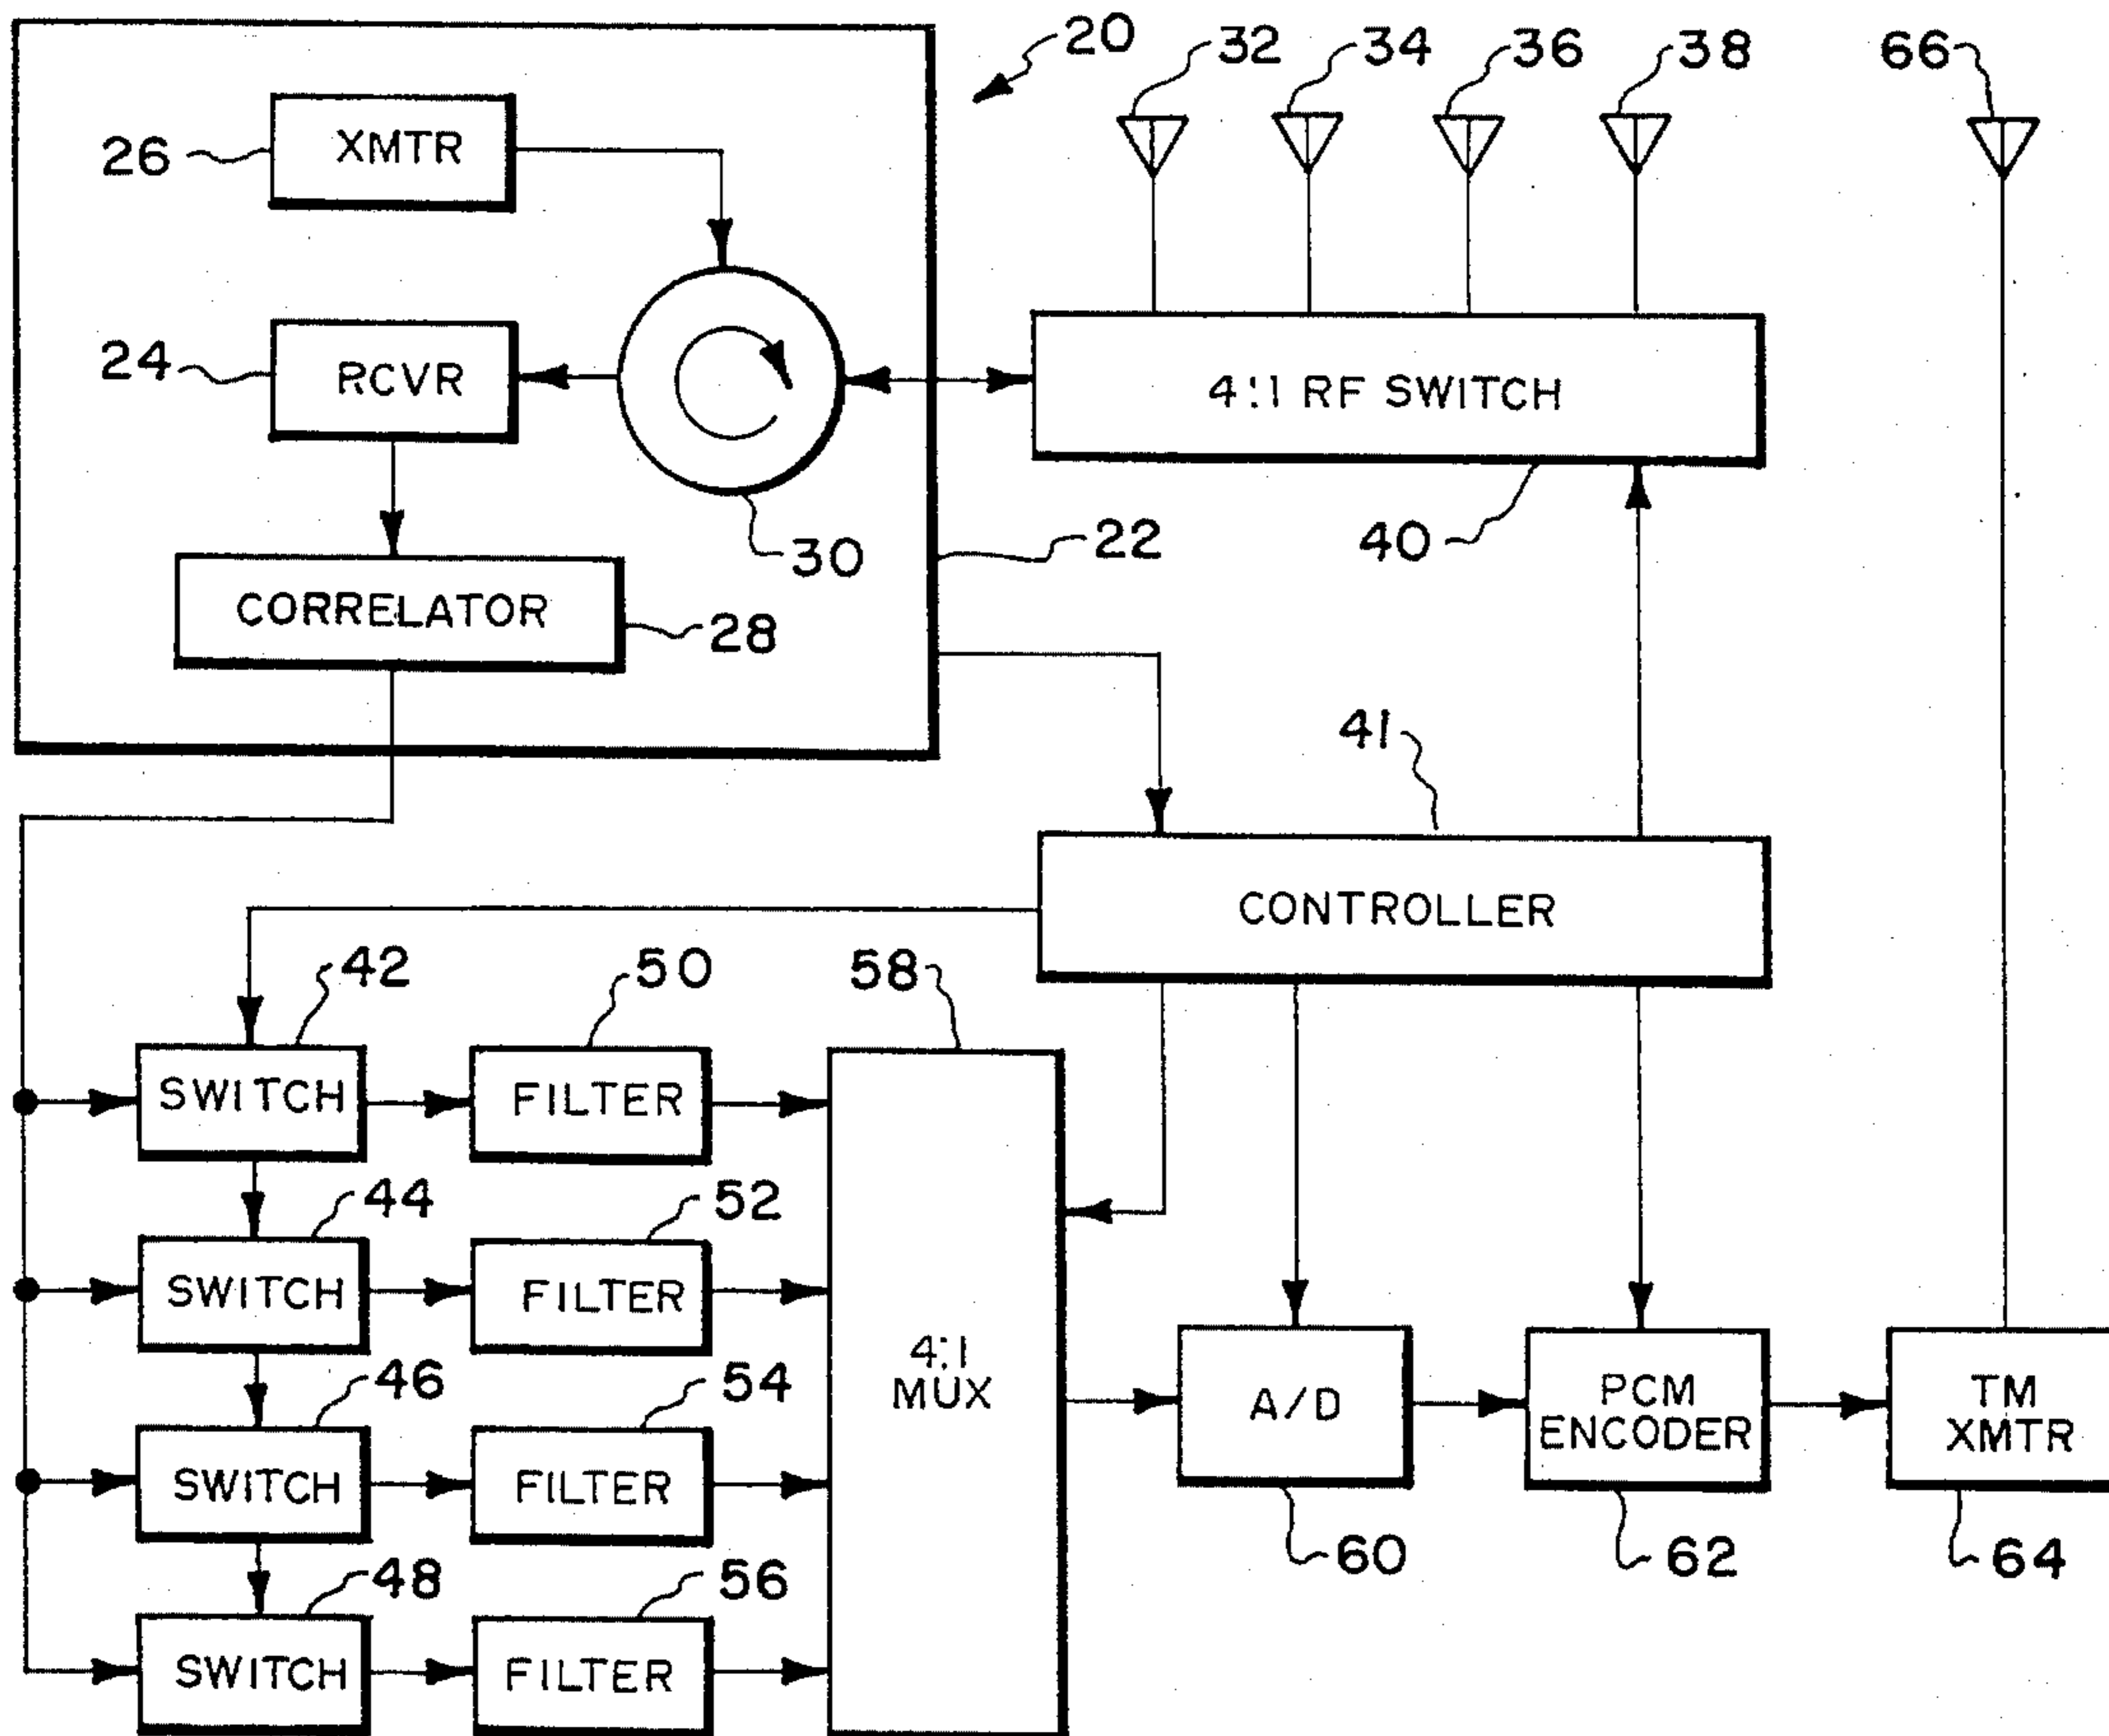 20
32
34
36
38
66
26
XMTR
24
RCVR
4:1 RF SWITCH
30
22
40
CORRELATOR
28
41
CONTROLLER
42
50
58
SWITCH
FILTER
44
52
SWITCH
FILTER
46
54
4:1
MUX
A/D
PCM
ENCODER
TM
XMTR
SWITCH
FILTER
48
56
60
62
64
SWITCH
FILTER